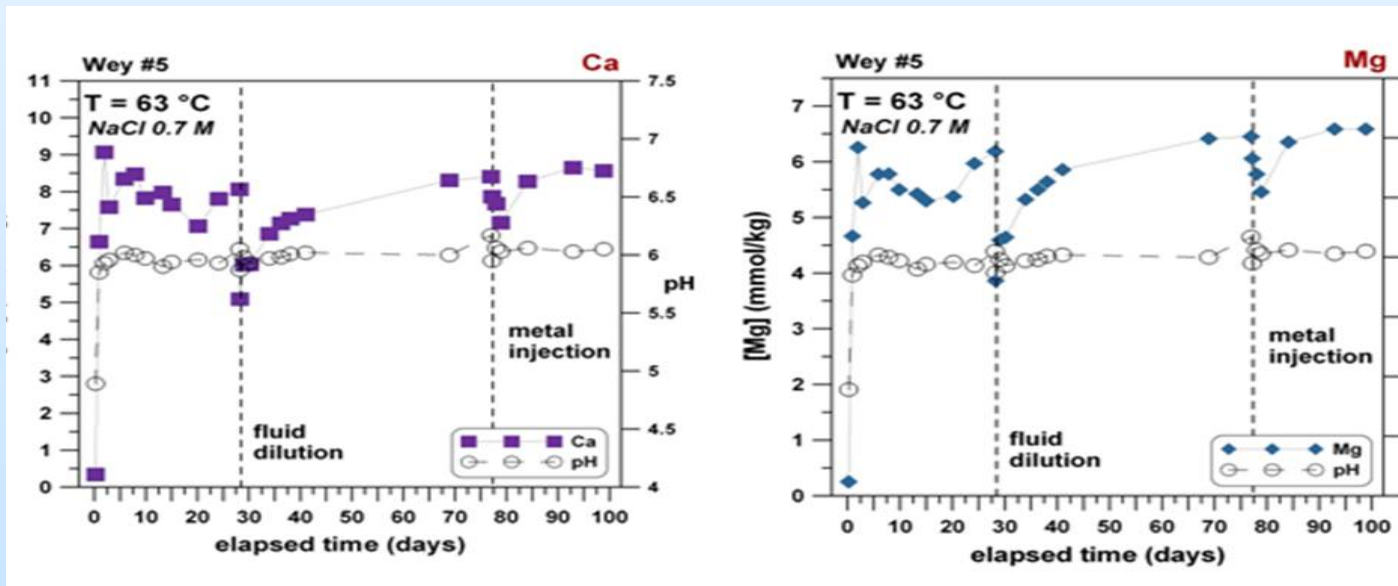 Wey #5
Ca
T = 63 °C
NaCl 0.7 M
11
10
9
8
7
6
5
4
3
2
1
0
7.5
7
6.5
6
5.5
5
4.5
4
pH
metal
injection
fluid
dilution
Ca
pH
0 10 20 30 40 50 60 70 80 90 100
elapsed time (days)
Wey #5
Mg
T = 63 °C
NaCl 0.7 M
[Mg] (mmol/kg)
7
6
5
4
3
2
1
0
metal
injection
fluid
dilution
Mg
pH
0 10 20 30 40 50 60 70 80 90 100
elapsed time (days)